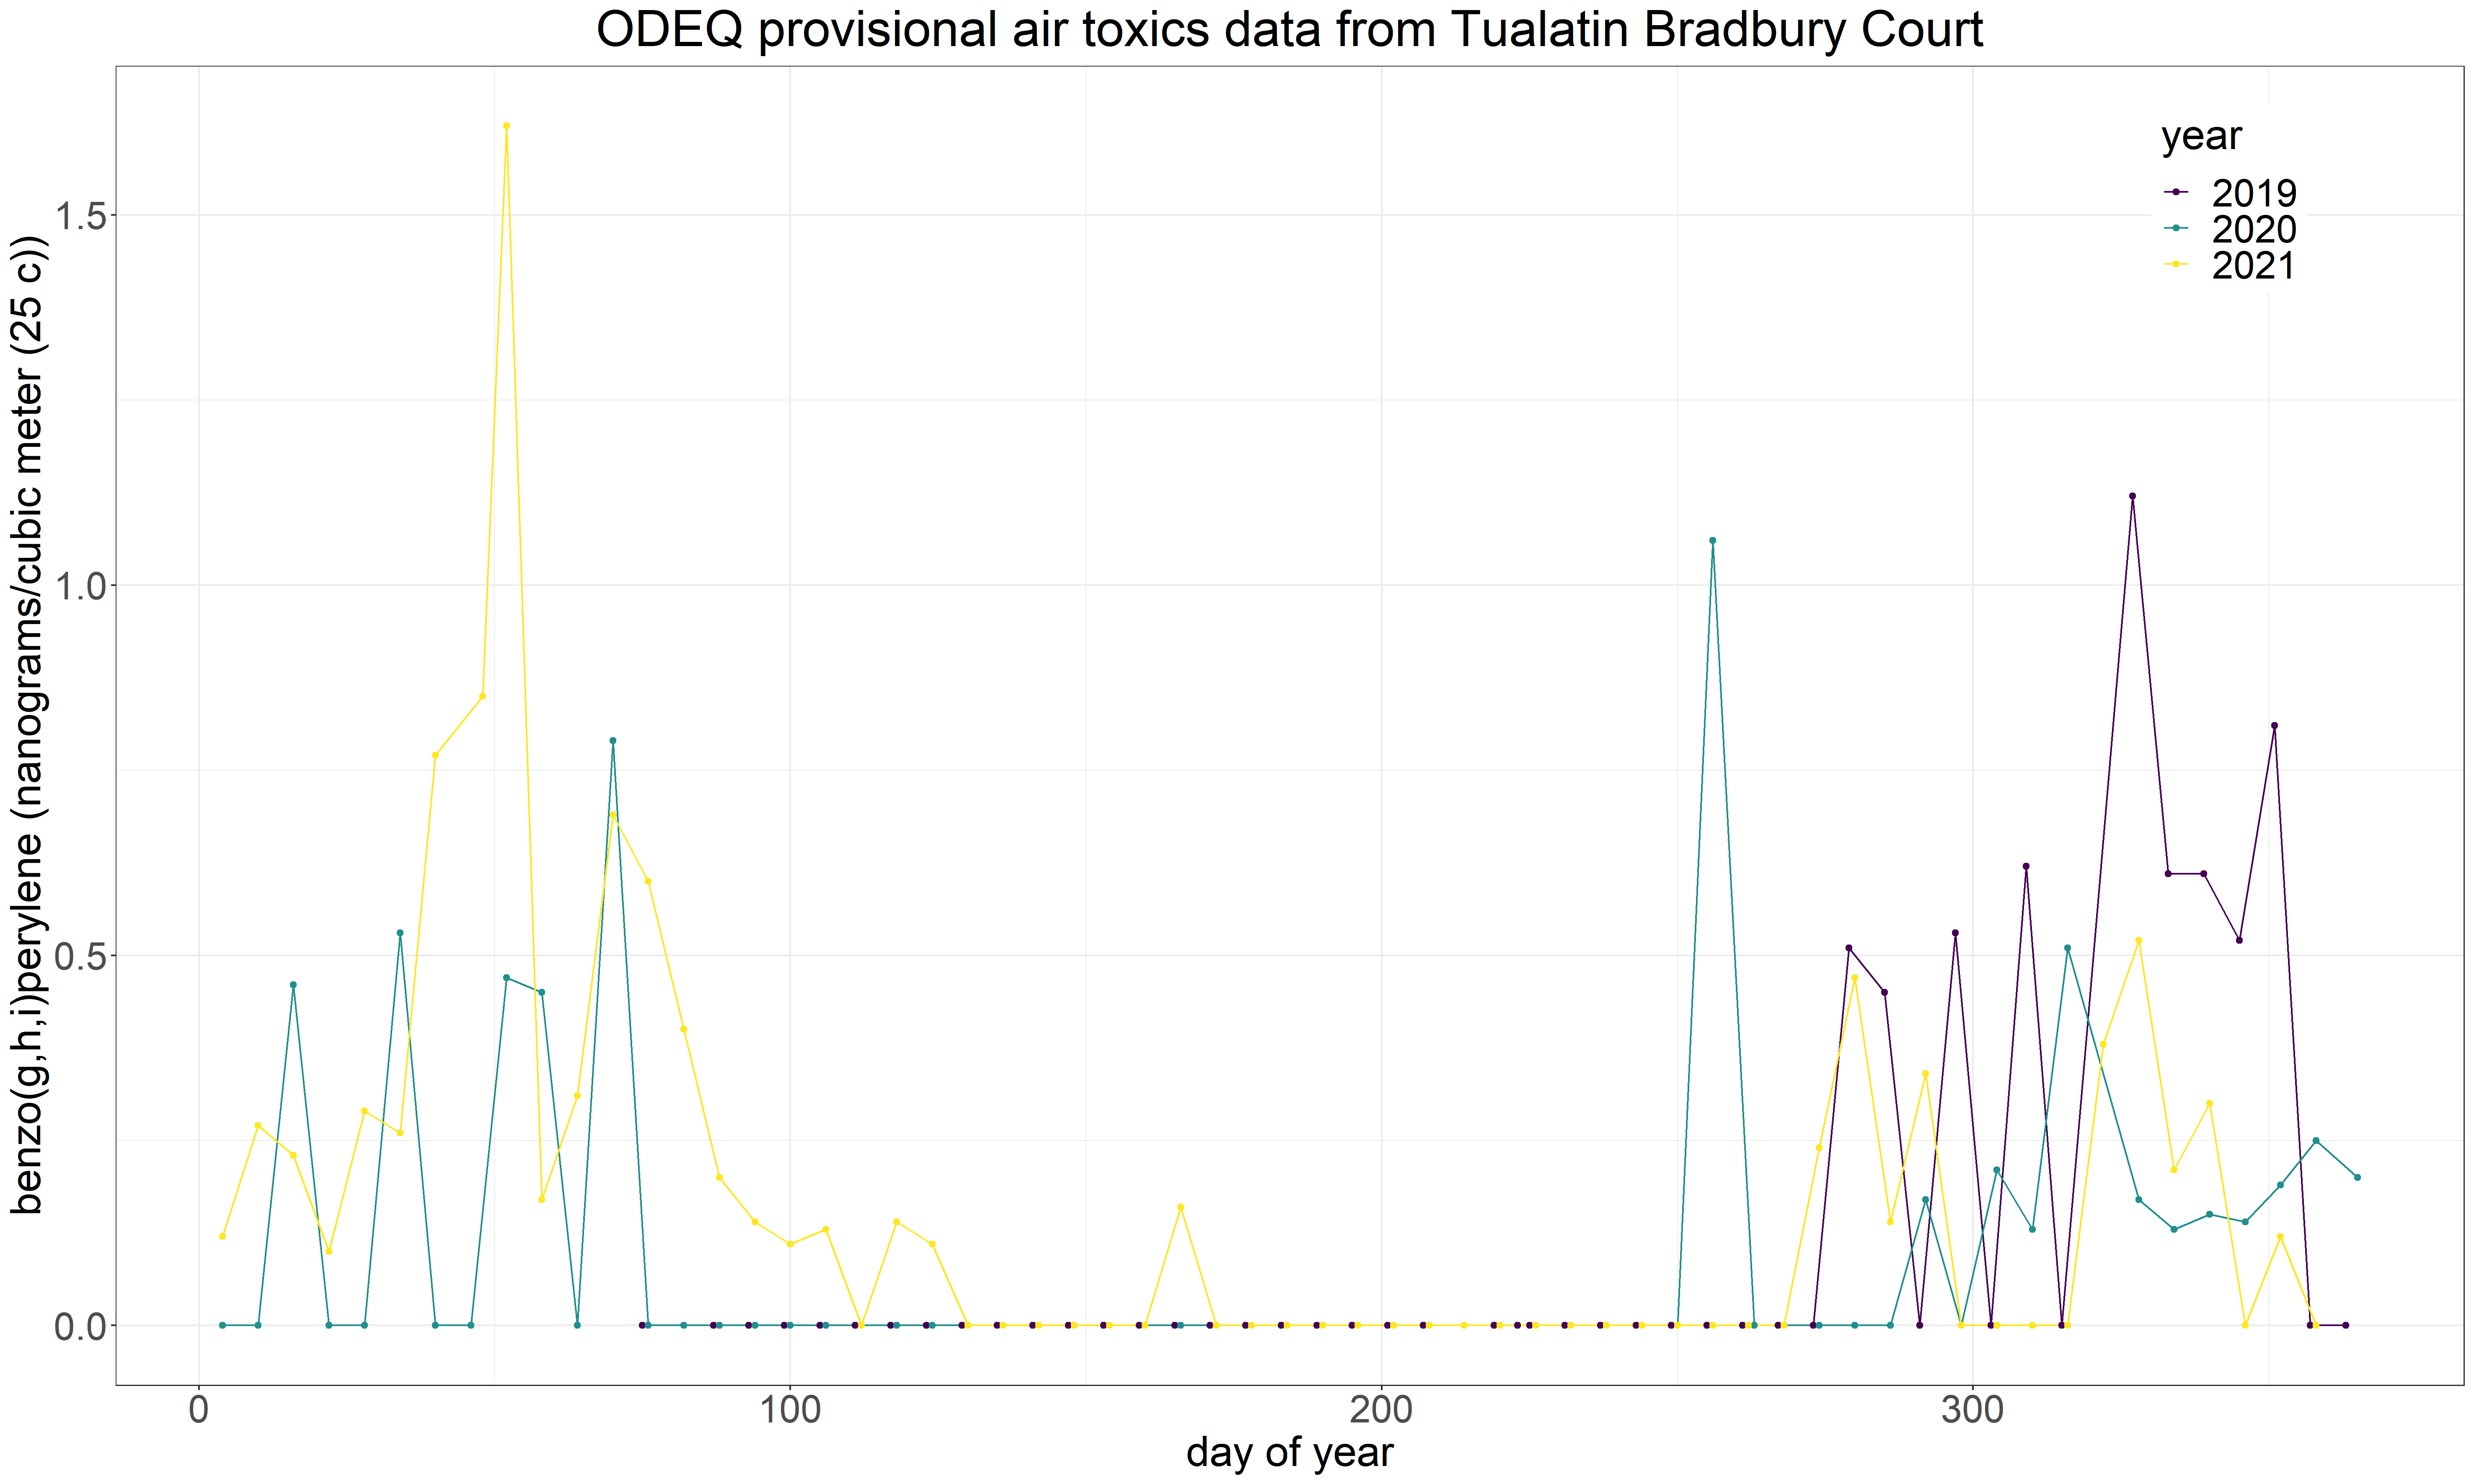 ODEQ provisional air toxics data from Tualatin Bradbury Court
benzo(g,h,i)perylene (nanograms/cubic meter (25 c))
1.5
1.0
0.5
0.0
year
2019
2020
2021
0 100 200 300
day of year